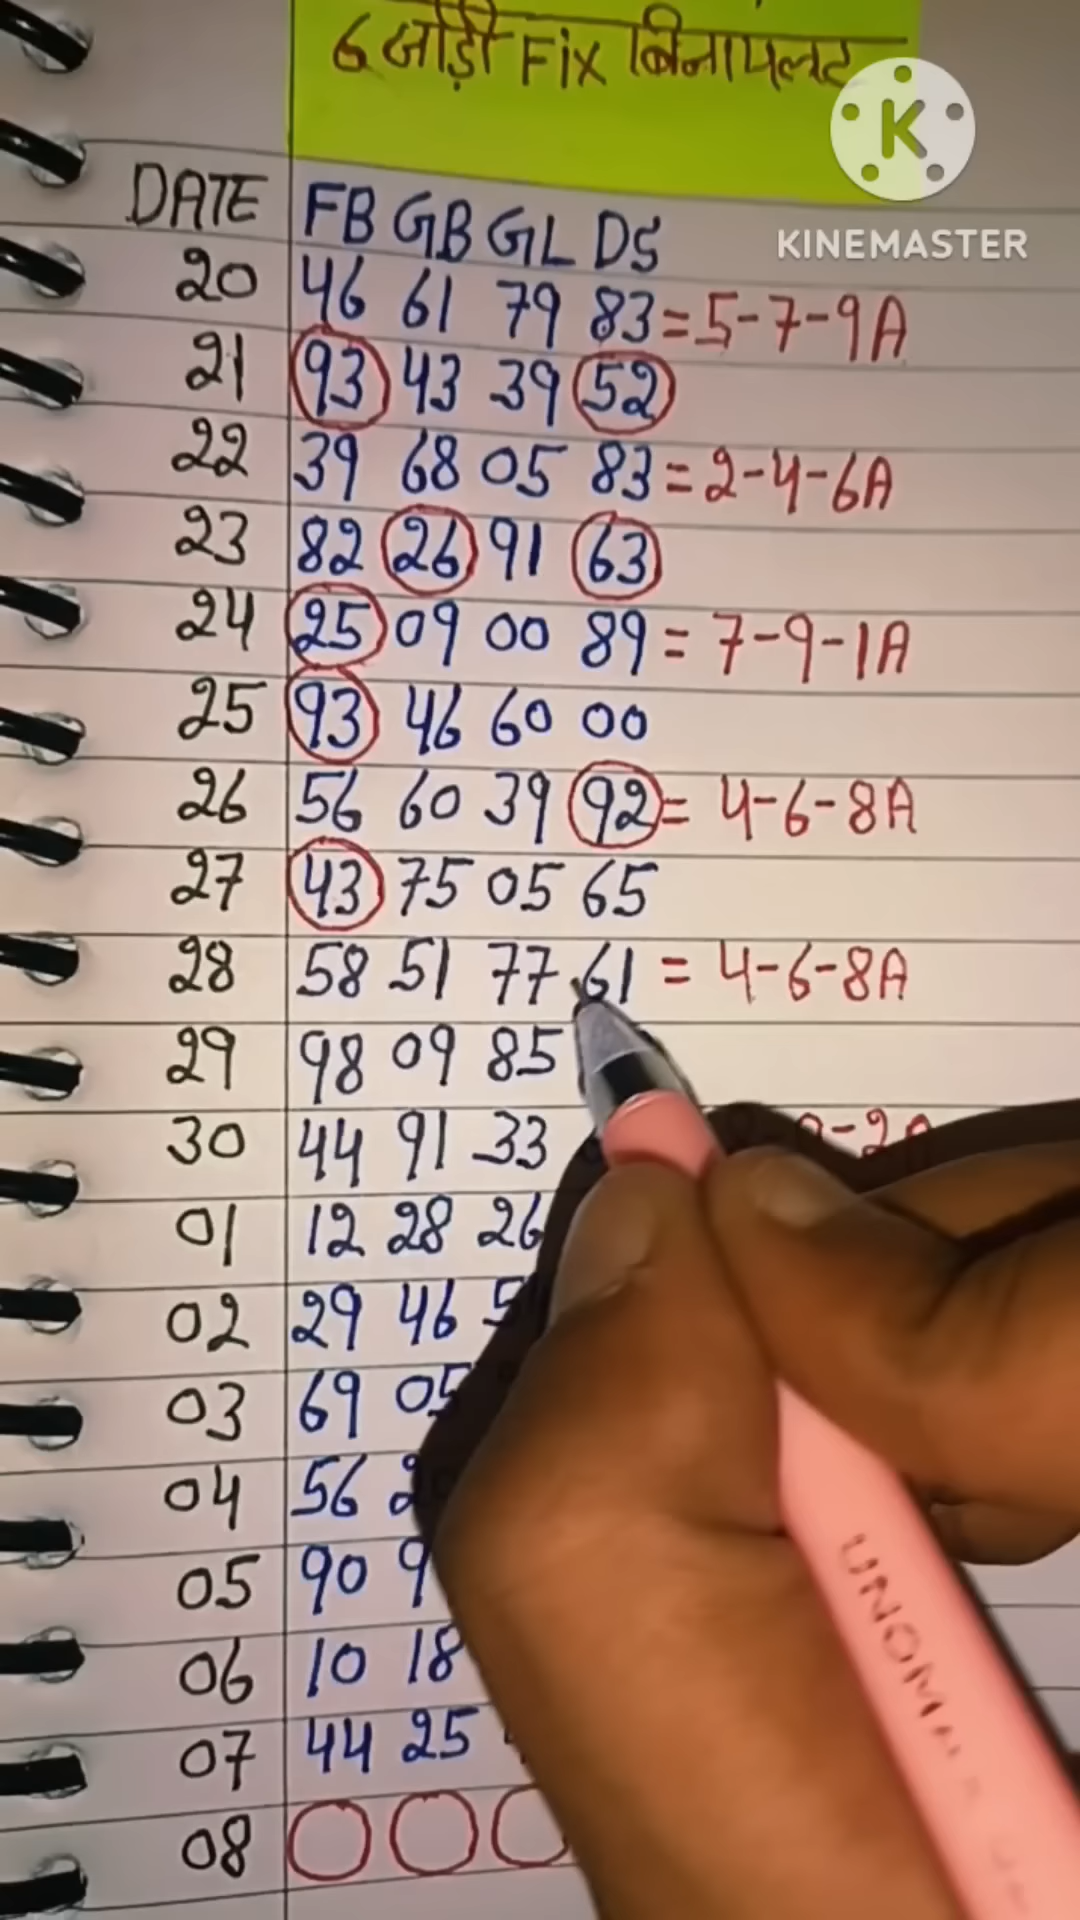 6 जोड़ी Fix बिनापलट
K
KINEMASTER
DATE FB GB GL DS
20 46 61 79 83 = 5-7-9A
21 93 43 39 52
22 39 68 05 83 = 2-4-6A
23 82 26 91 63
24 25 09 00 89 = 7-9-1A
25 93 46 60 00
26 56 60 39 92 = 4-6-8A
27 43 75 05 65
28 58 51 77 61 = 4-6-8A
29 98 09 85
30 44 91 33 -2A
01 12 28 26
02 29 46 5
03 69 05
04 56 2
05 90 9
06 10 18
07 44 25
08